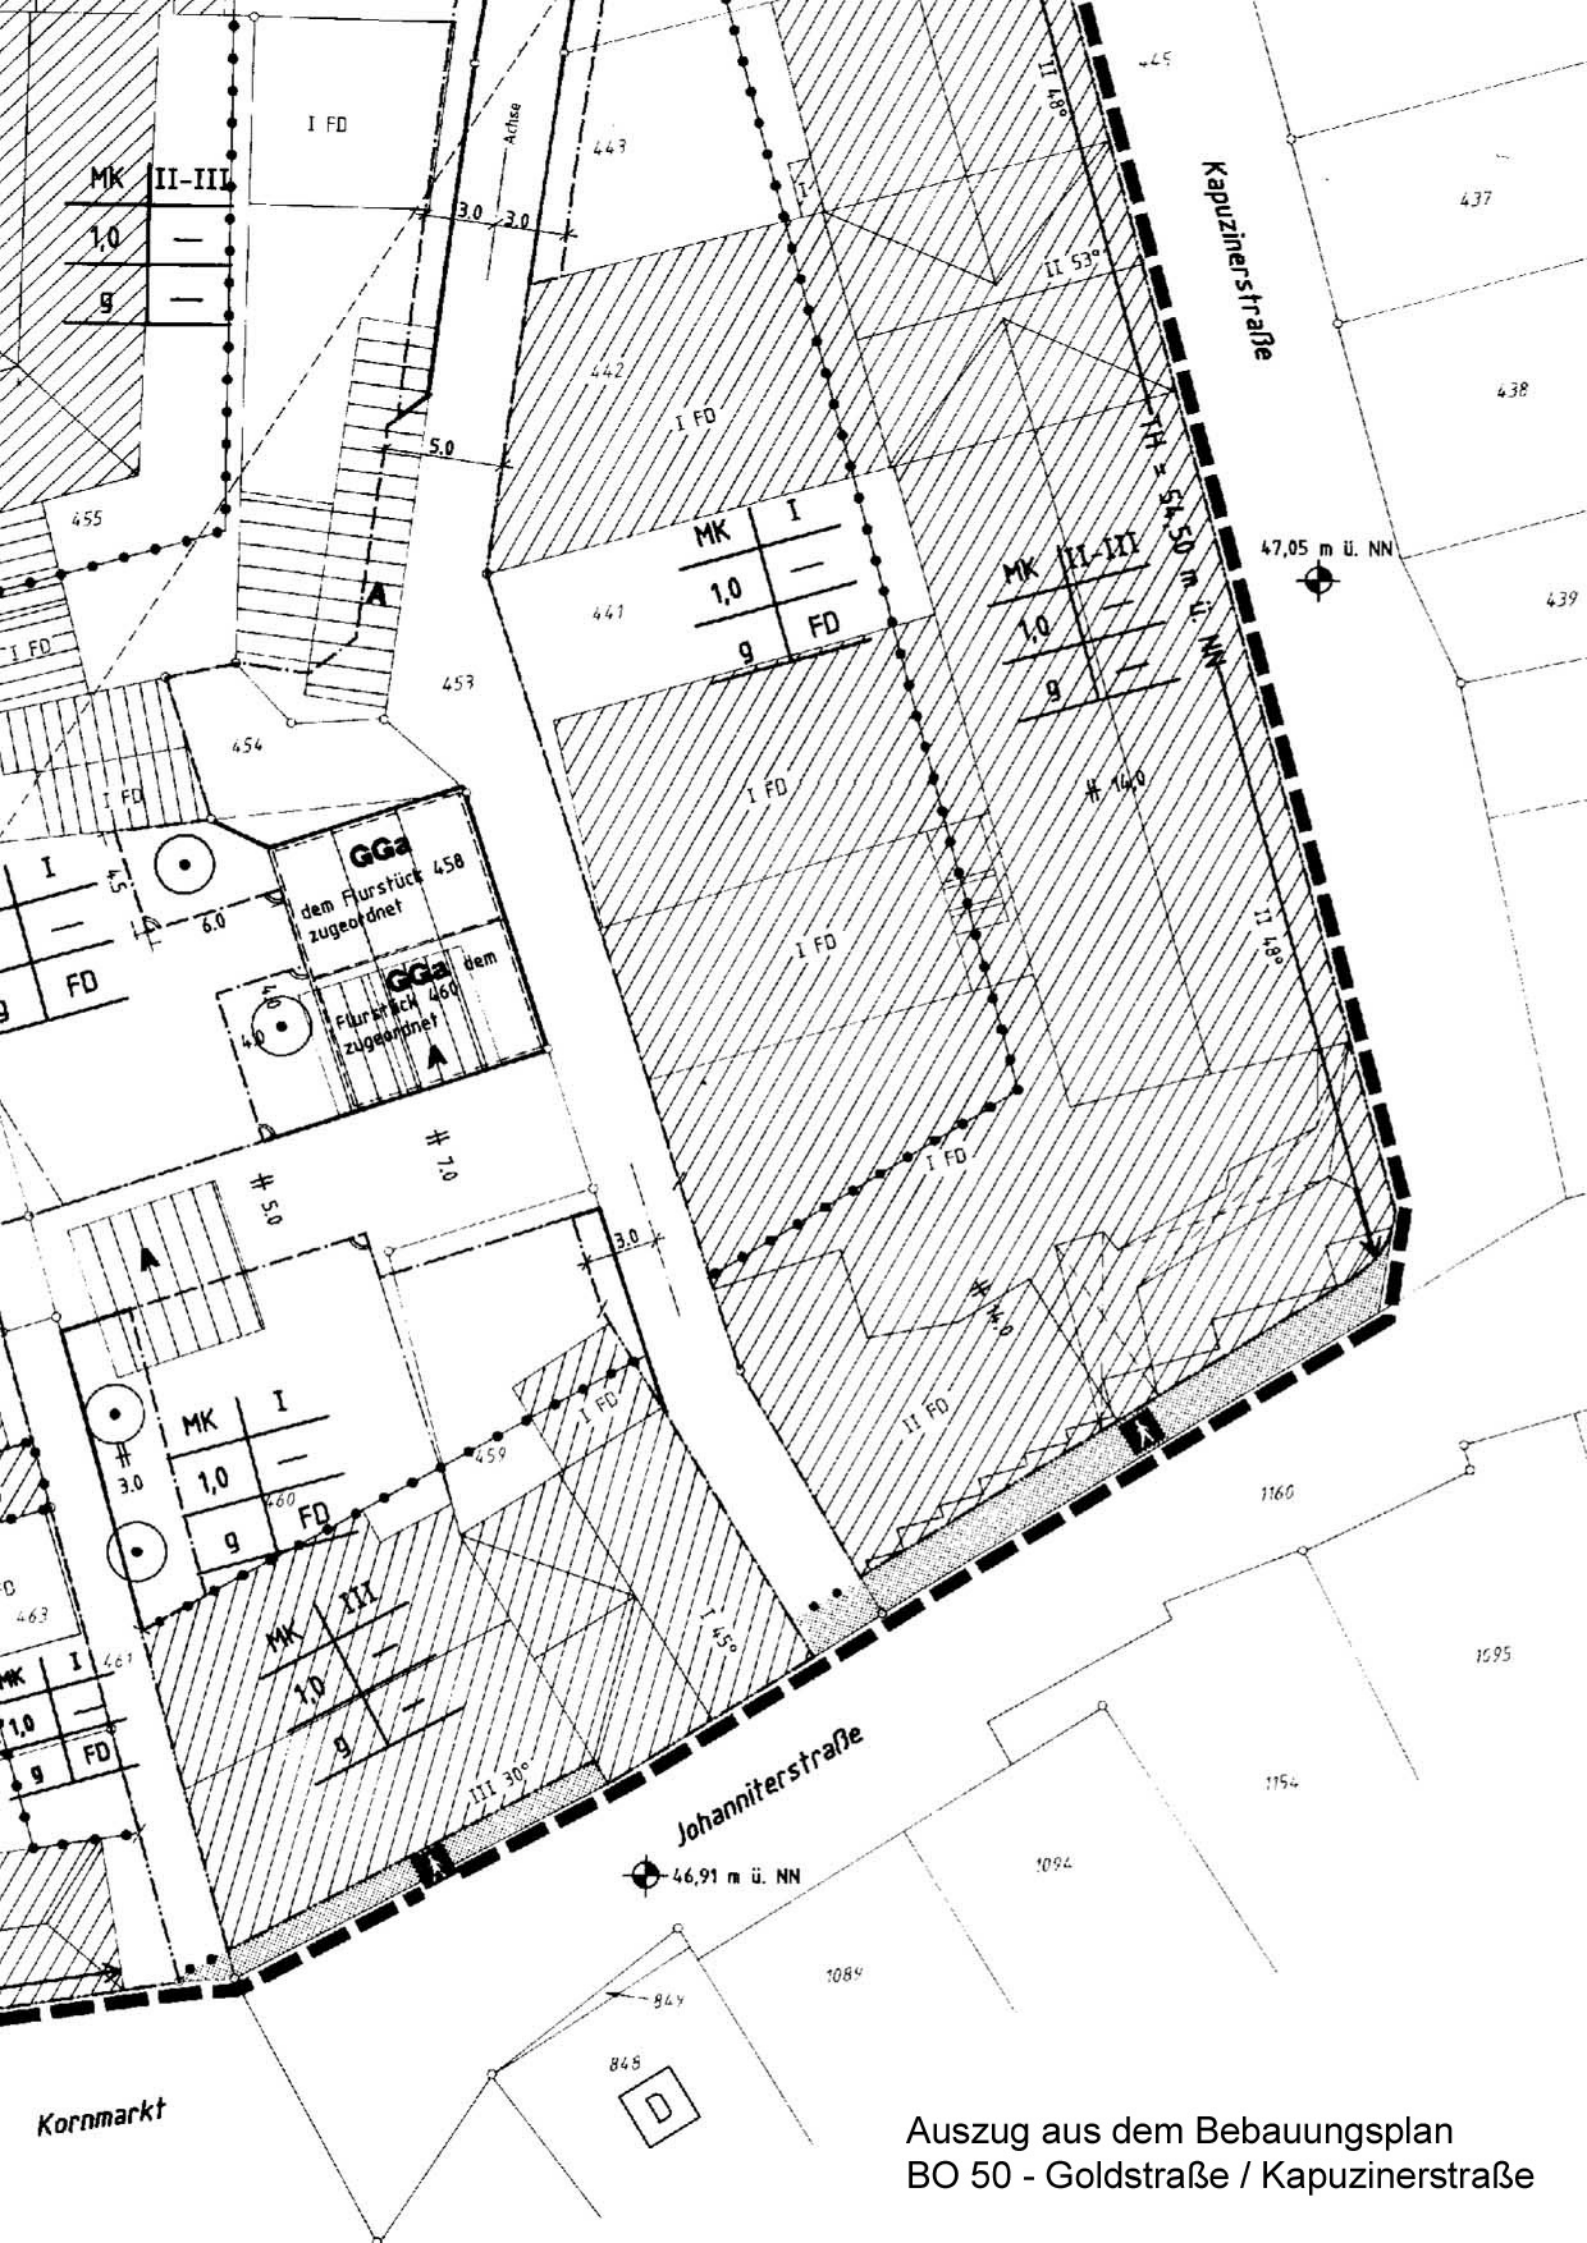 I FD
Achse
443
445
II 48°
Kapuzinerstraße
437
MK II-III
1,0 —
g —
3.0 3.0
I
II 53°
442
I FD
438
5.0
455
MK I
1,0 —
g FD
TH = 54,50 m ü. NN
MK II-III
1,0 —
g —
47,05 m ü. NN
439
A
441
I FD
453
454
I FD
I FD
# 14,0
I
—
g FD
4.5
6.0
GGa
dem Flurstück 458
zugeordnet
GGa dem
Flurstück 460
zugeordnet
4.0
4.0
A
I FD
II 48°
# 7.0
# 5.0
I FD
A
3.0
# 14.0
MK I
1,0 —
g FD
# 3.0
459
460
I FD
II FD
1160
463
461
MK I
1,0 —
g FD
MK III
1,0 —
g —
I 45°
III 30°
1095
Johanniterstraße
1154
46,91 m ü. NN
1094
1089
849
848
D
Kornmarkt
Auszug aus dem Bebauungsplan
BO 50 - Goldstraße / Kapuzinerstraße